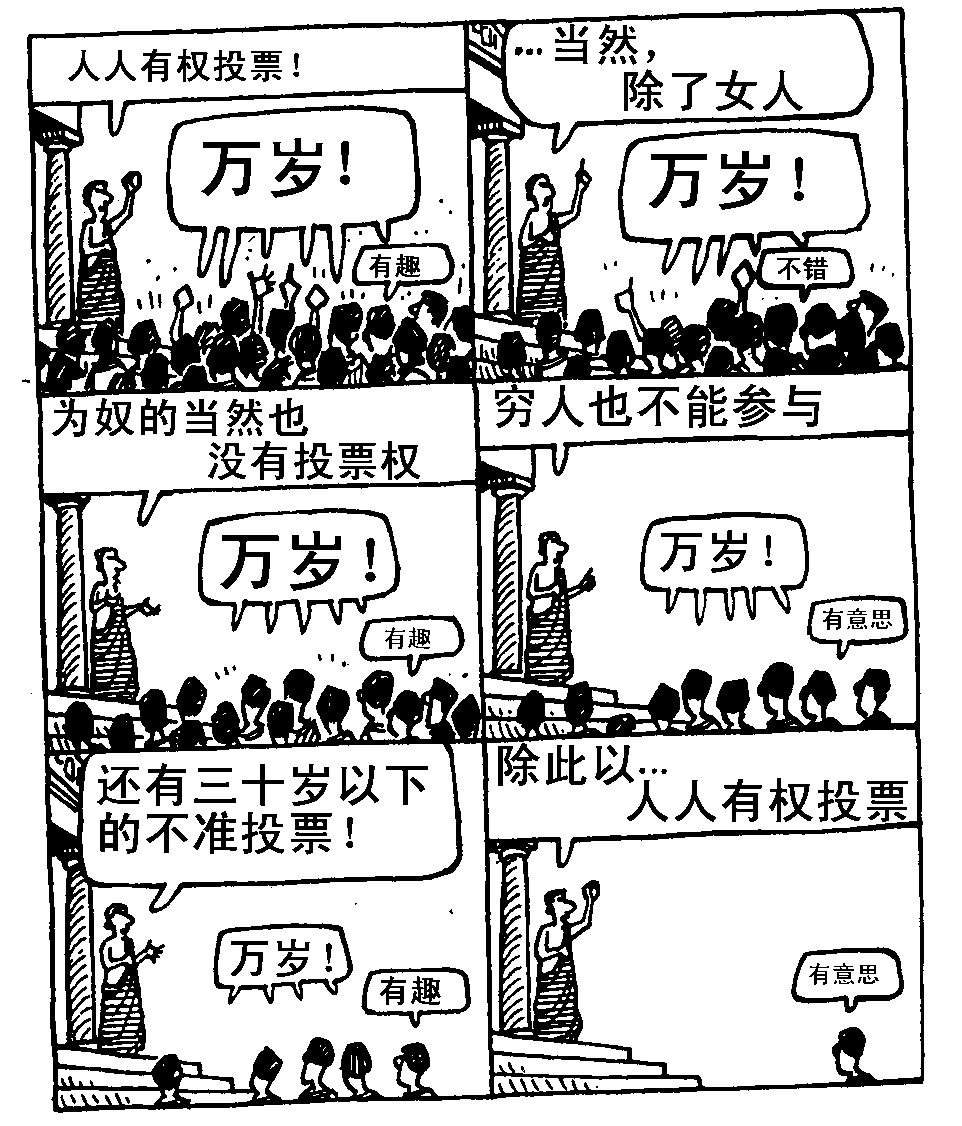 人人有权投票！
万岁！
有趣
…当然，
除了女人
万岁！
不错
为奴的当然也
没有投票权
万岁！
有趣
穷人也不能参与
万岁！
有意思
还有三十岁以下
的不准投票！
万岁！
有趣
除此以…
人人有权投票
有意思